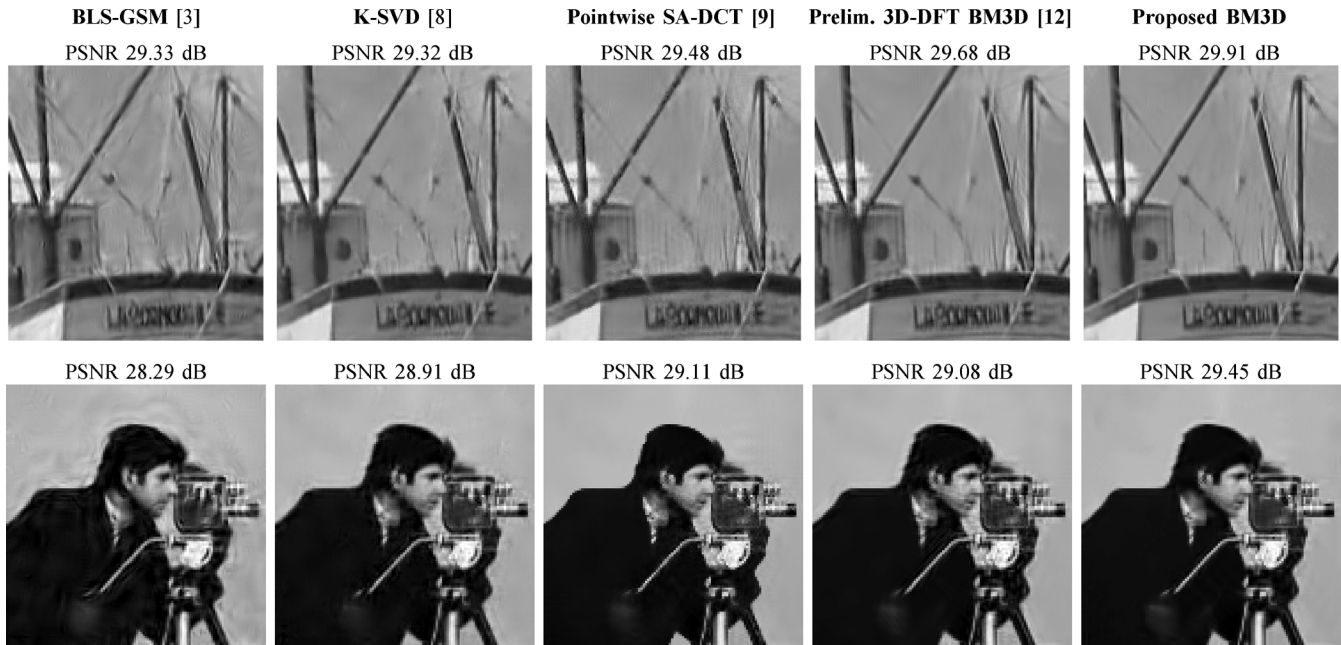 BLS-GSM [3] K-SVD [8] Pointwise SA-DCT [9] Prelim. 3D-DFT BM3D [12] Proposed BM3D
PSNR 29.33 dB PSNR 29.32 dB PSNR 29.48 dB PSNR 29.68 dB PSNR 29.91 dB
PSNR 28.29 dB PSNR 28.91 dB PSNR 29.11 dB PSNR 29.08 dB PSNR 29.45 dB